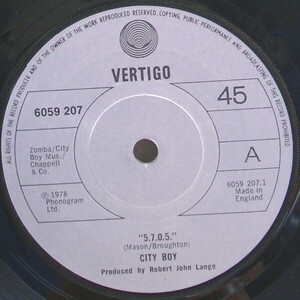 ALL RIGHTS OF THE RECORD PRODUCER AND OF THE OWNER OF THE WORK REPRODUCED RESERVED. COPYING, PUBLIC PERFORMANCE AND BROADCASTING OF THIS RECORD PROHIBITED
VERTIGO
6059 207
45
Zomba/City
Boy Mus./
Chappell
& Co.
A
℗ 1978
Phonogram
Ltd.
6059 207.1
Made in
England
"5.7.0.5."
(Mason/Broughton)
CITY BOY
Produced by Robert John Lange